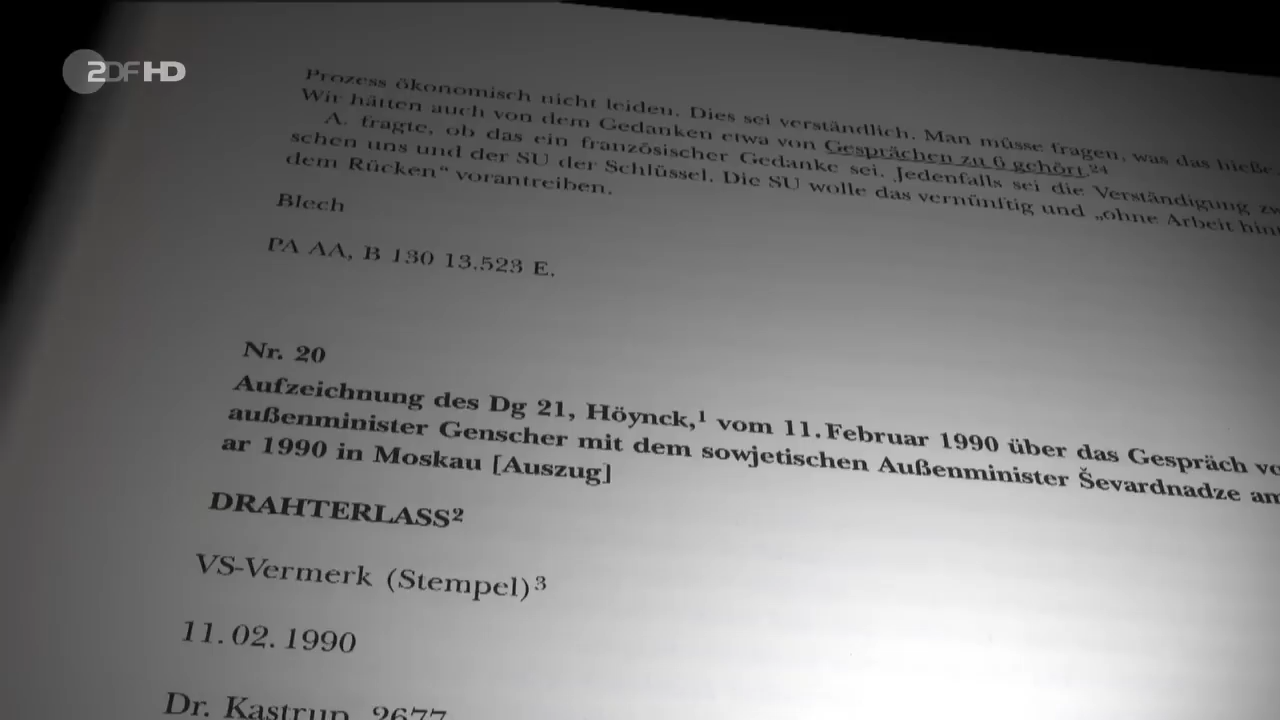 ZDF HD
Prozess ökonomisch nicht leiden. Dies sei verständlich. Man müsse fragen, was das hieße
Wir hätten auch von dem Gedanken etwa von Gesprächen zu 6 gehört.24
A. fragte, ob das ein französischer Gedanke sei. Jedenfalls sei die Verständigung zw
schen uns und der SU der Schlüssel. Die SU wolle das vernünftig und „ohne Arbeit hint
dem Rücken“ vorantreiben.
Blech
PA AA, B 130 13.523 E.
Nr. 20
Aufzeichnung des Dg 21, Höynck,1 vom 11. Februar 1990 über das Gespräch vo
außenminister Genscher mit dem sowjetischen Außenminister Ševardnadze am
ar 1990 in Moskau [Auszug]
DRAHTERLASS2
VS-Vermerk (Stempel)3
11. 02. 1990
Dr. Kastrup, 2677